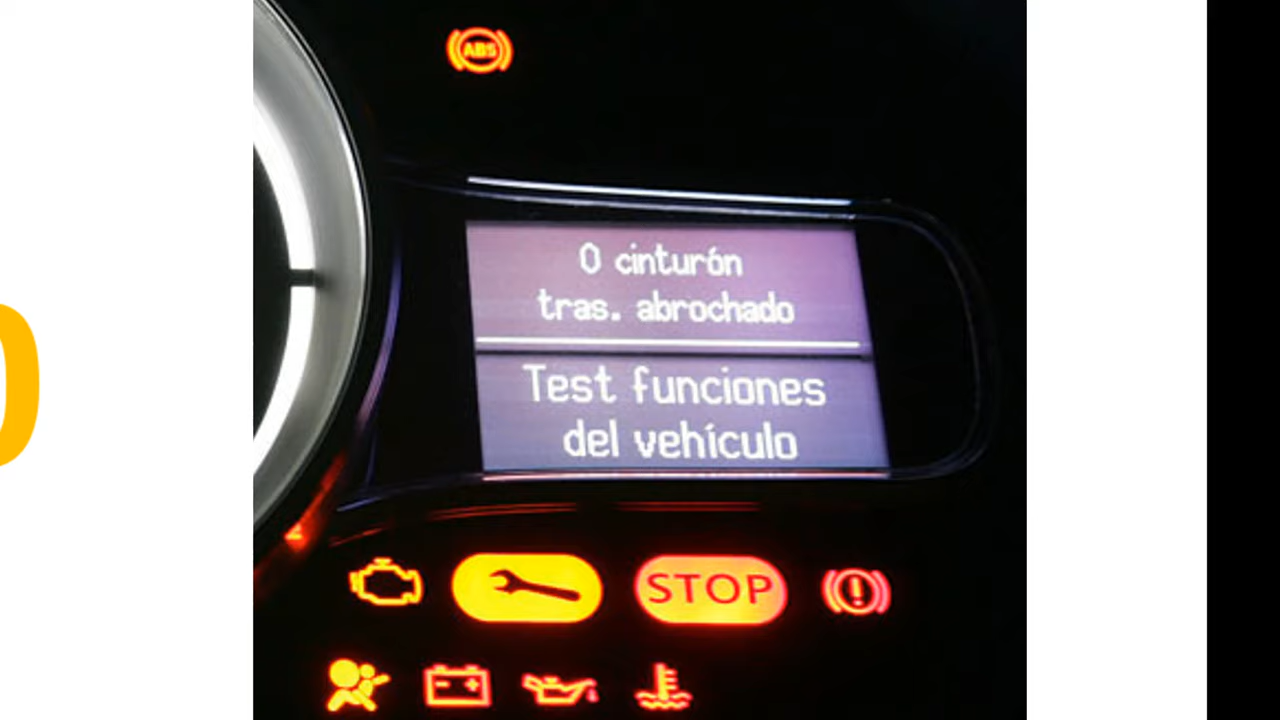 ABS
0 cinturón
tras. abrochado
Test funciones
del vehículo
STOP